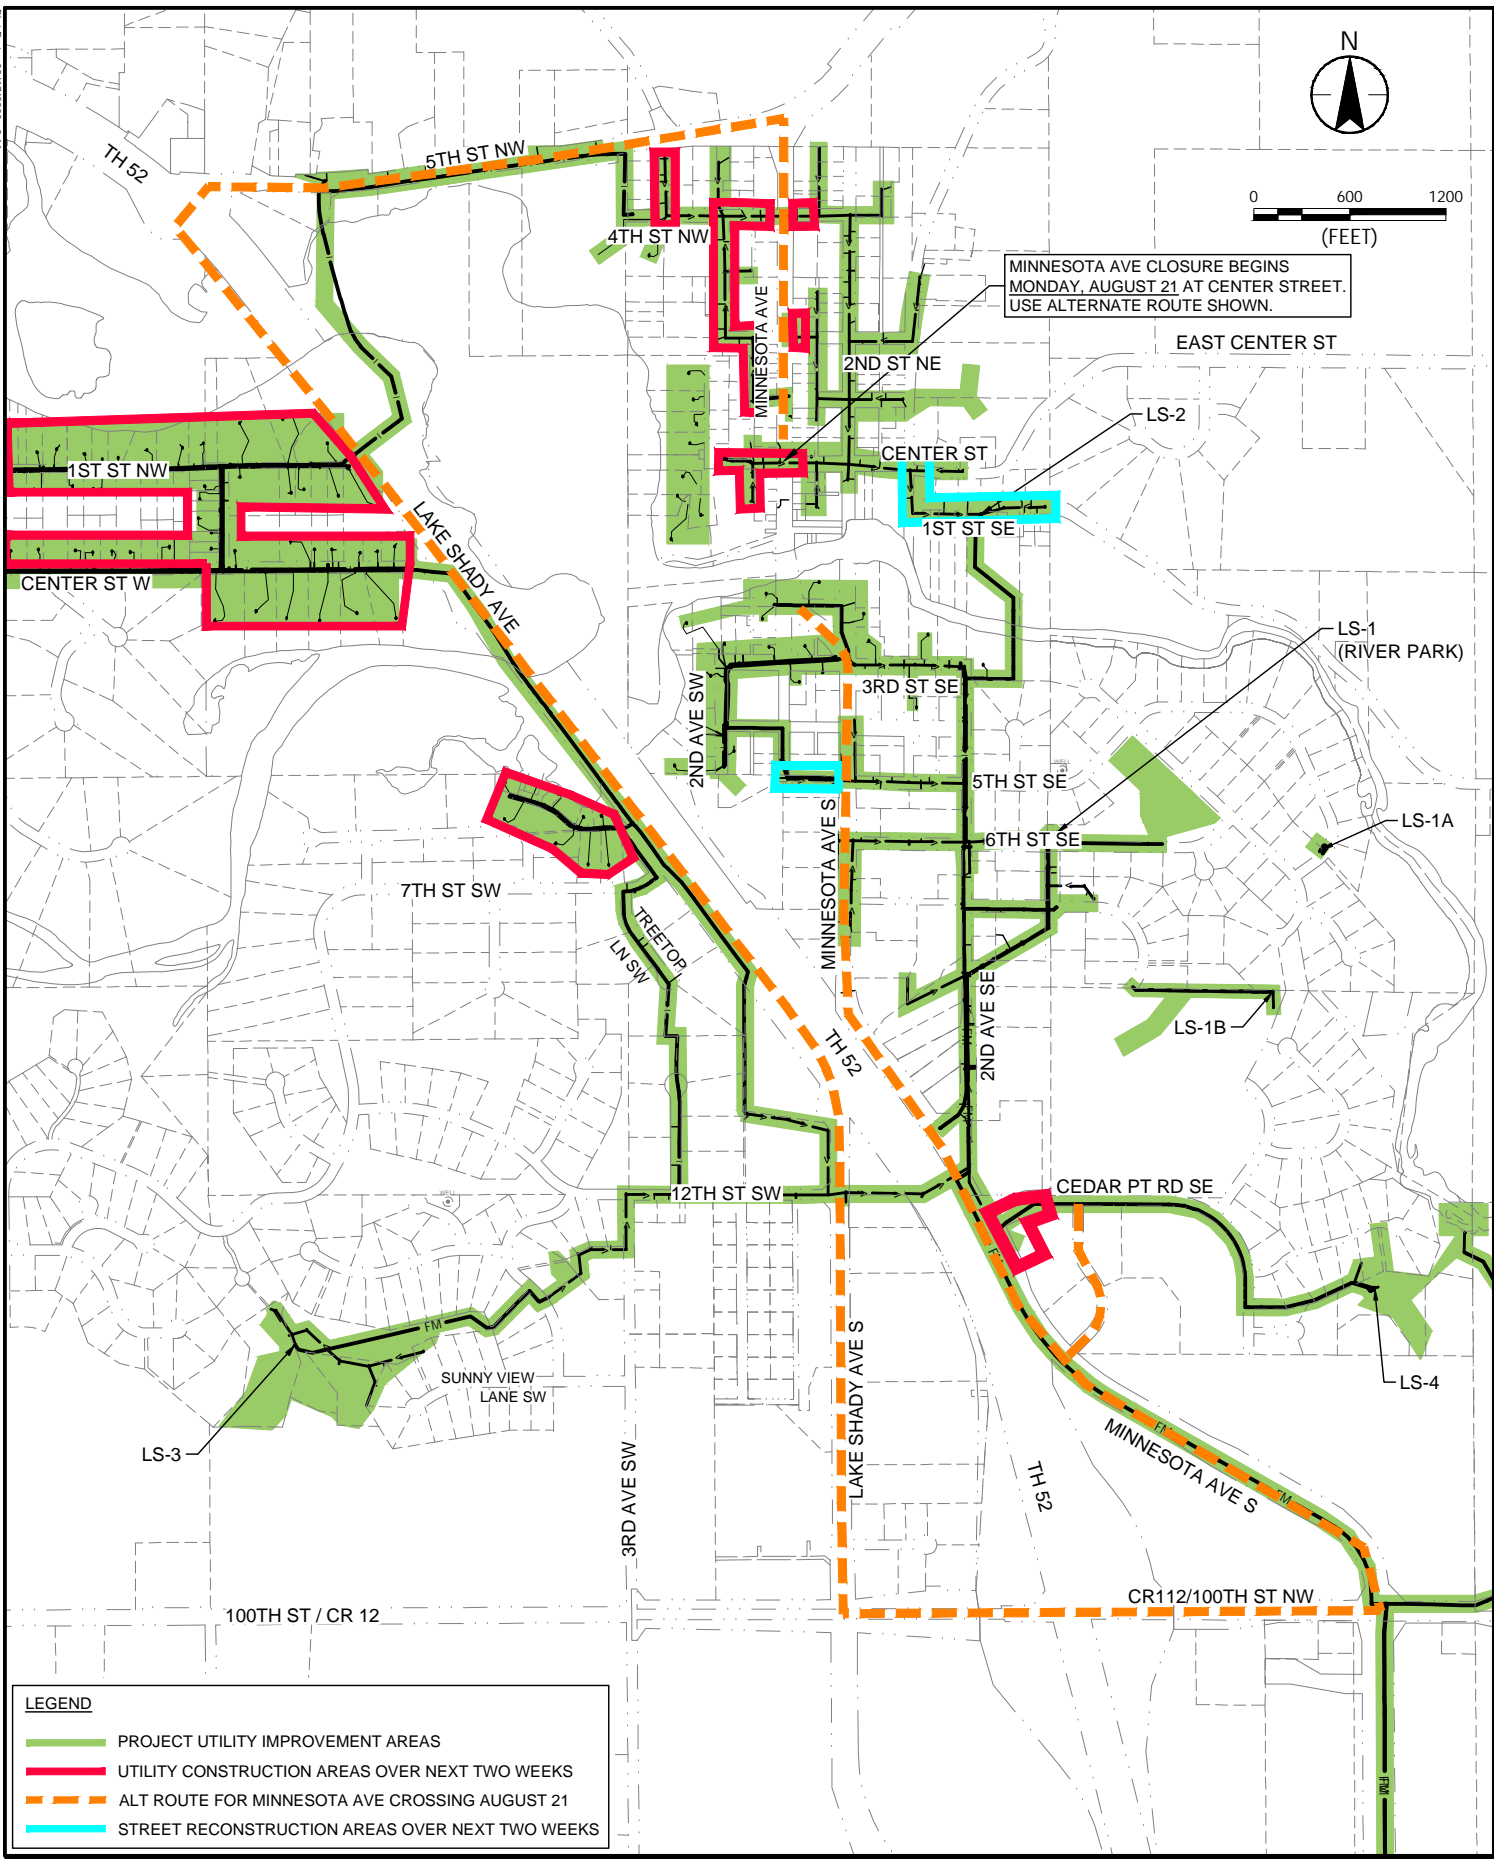 N
0 600 1200
(FEET)
TH 52
5TH ST NW
4TH ST NW
MINNESOTA AVE CLOSURE BEGINS
MONDAY, AUGUST 21 AT CENTER STREET.
USE ALTERNATE ROUTE SHOWN.
EAST CENTER ST
MINNESOTA AVE
2ND ST NE
LS-2
CENTER ST
1ST ST NW
1ST ST SE
LAKE SHADY AVE
CENTER ST W
LS-1
(RIVER PARK)
3RD ST SE
2ND AVE SW
WELL
5TH ST SE
MINNESOTA AVE S
6TH ST SE
LS-1A
7TH ST SW
TREETOP
LN SW
LS-1B
TH 52
2ND AVE SE
FM
12TH ST SW
WELL
CEDAR PT RD SE
F
FM
SUNNY VIEW
LANE SW
LAKE SHADY AVE S
LS-4
LS-3
3RD AVE SW
TH 52
FM
MINNESOTA AVE S
FM
100TH ST / CR 12
CR112/100TH ST NW
FM
LEGEND
PROJECT UTILITY IMPROVEMENT AREAS
UTILITY CONSTRUCTION AREAS OVER NEXT TWO WEEKS
ALT ROUTE FOR MINNESOTA AVE CROSSING AUGUST 21
STREET RECONSTRUCTION AREAS OVER NEXT TWO WEEKS